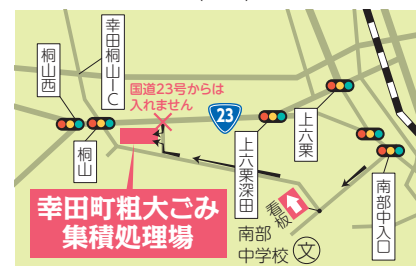 桐山西
幸田桐山IC
国道23号からは
入れません
23
桐山
上六栗深田
上六栗
南部中入口
看板
南部
中学校
文
幸田町粗大ごみ
集積処理場